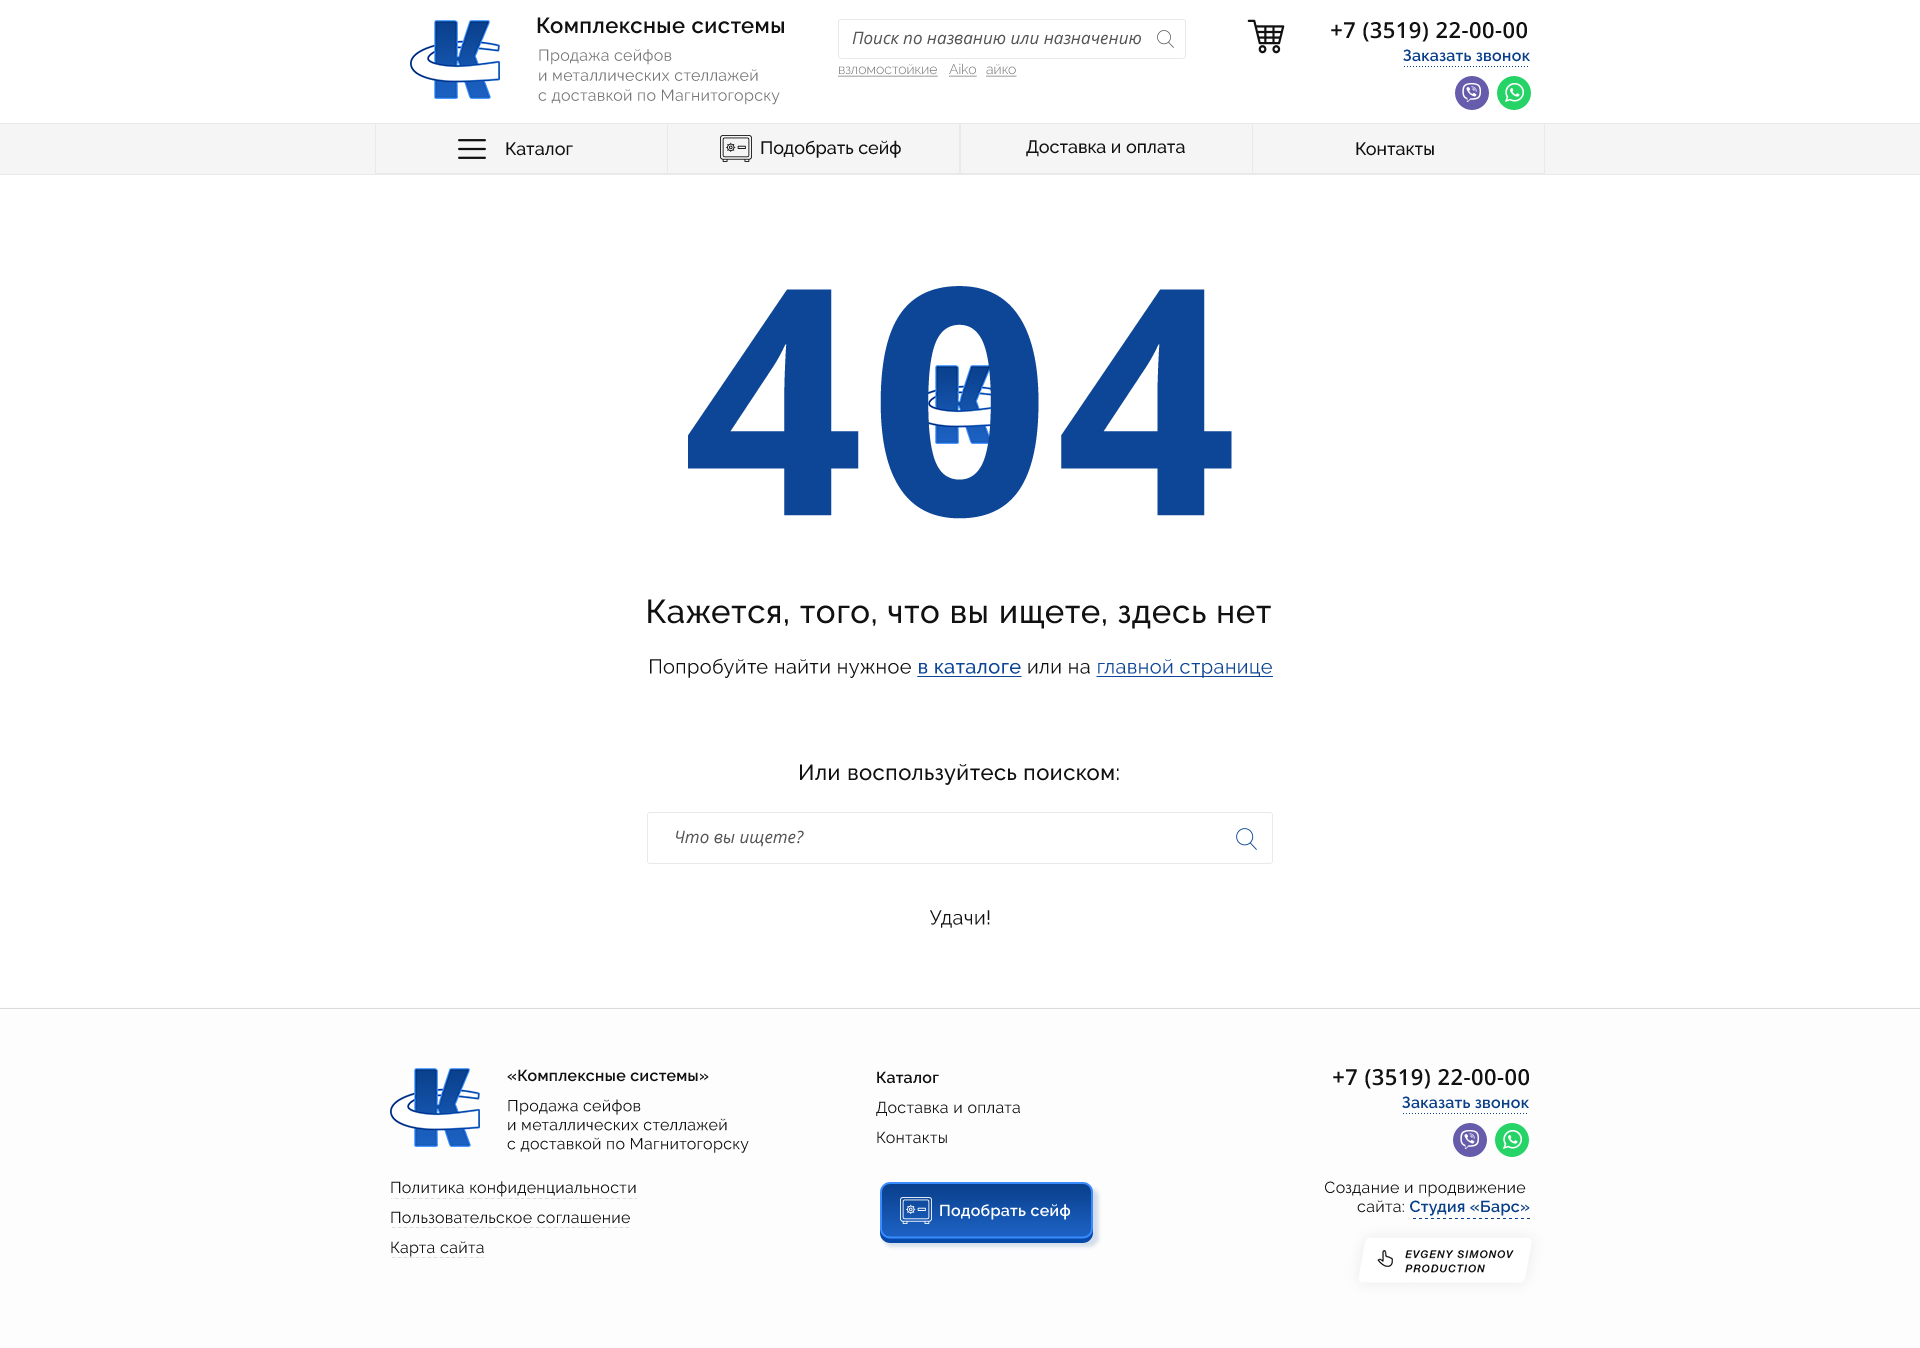 Комплексные системы
Продажа сейфов
и металлических стеллажей
с доставкой по Магнитогорску
Поиск по названию или назначению
взломостойкие Aiko айко
+7 (3519) 22-00-00
Заказать звонок
Каталог
Подобрать сейф
Доставка и оплата
Контакты
404
Кажется, того, что вы ищете, здесь нет
Попробуйте найти нужное в каталоге или на главной странице
Или воспользуйтесь поиском:
Что вы ищете?
Удачи!
«Комплексные системы»
Продажа сейфов
и металлических стеллажей
с доставкой по Магнитогорску
Политика конфиденциальности
Пользовательское соглашение
Карта сайта
Каталог
Доставка и оплата
Контакты
Подобрать сейф
+7 (3519) 22-00-00
Заказать звонок
Создание и продвижение
сайта: Студия «Барс»
EVGENY SIMONOV
PRODUCTION